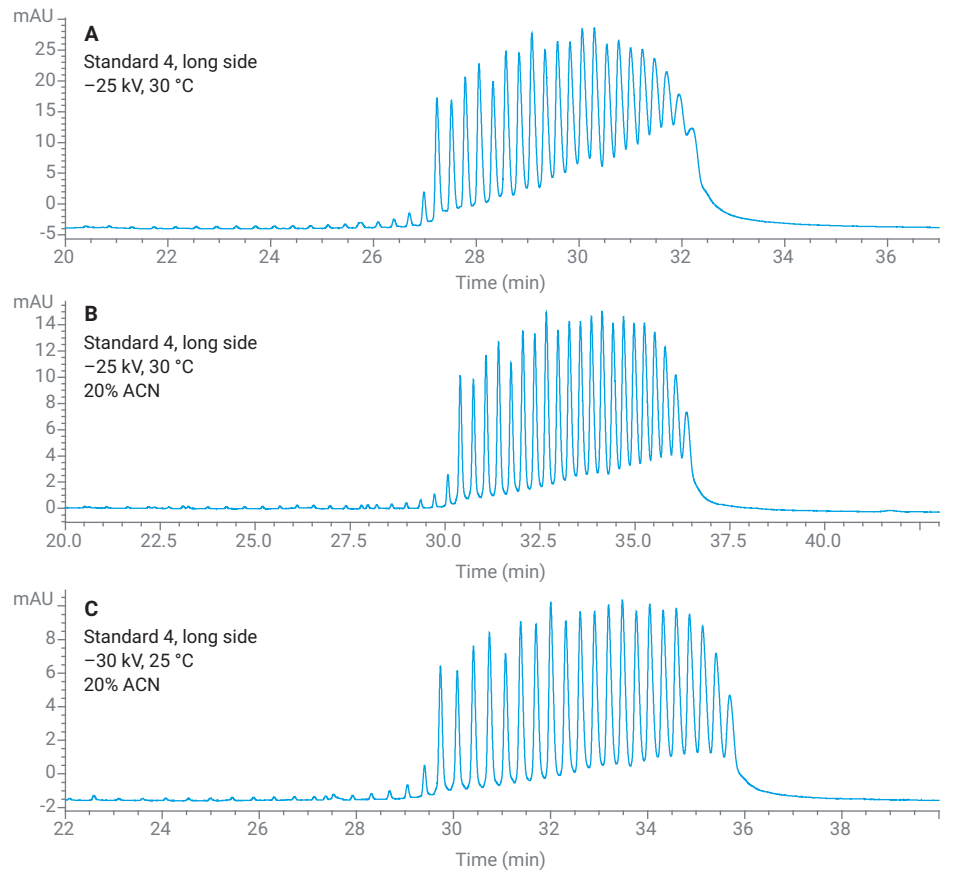 mAU
A
Standard 4, long side
–25 kV, 30 °C
25
20
15
10
5
0
-5
20 22 24 26 28 30 32 34 36
Time (min)
mAU
B
Standard 4, long side
–25 kV, 30 °C
20% ACN
14
12
10
8
6
4
2
0
20.0 22.5 25.0 27.5 30.0 32.5 35.0 37.5 40.0
Time (min)
mAU
C
Standard 4, long side
–30 kV, 25 °C
20% ACN
8
6
4
2
0
-2
22 24 26 28 30 32 34 36 38
Time (min)